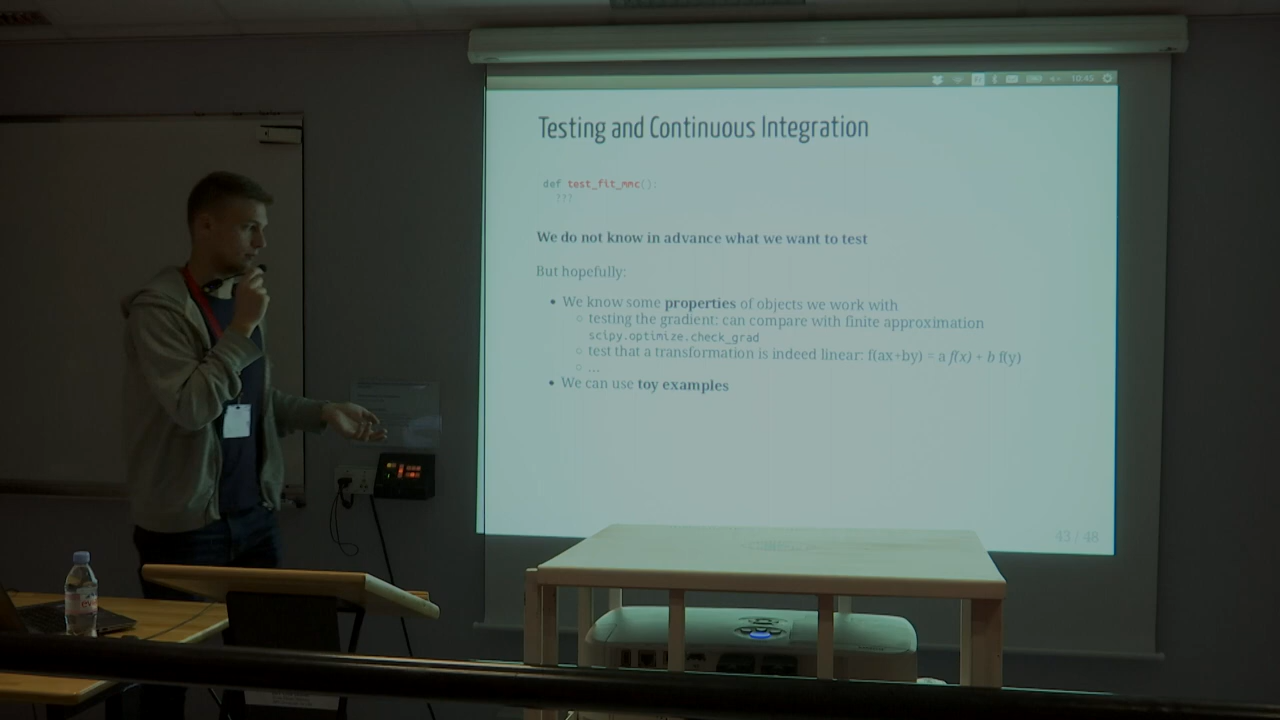 10:45
Testing and Continuous Integration
def test_fit_mmc():
???
We do not know in advance what we want to test
But hopefully:
• We know some properties of objects we work with
○ testing the gradient: can compare with finite approximation
scipy.optimize.check_grad
○ test that a transformation is indeed linear: f(ax+by) = a f(x) + b f(y)
○ ...
• We can use toy examples
43 / 48